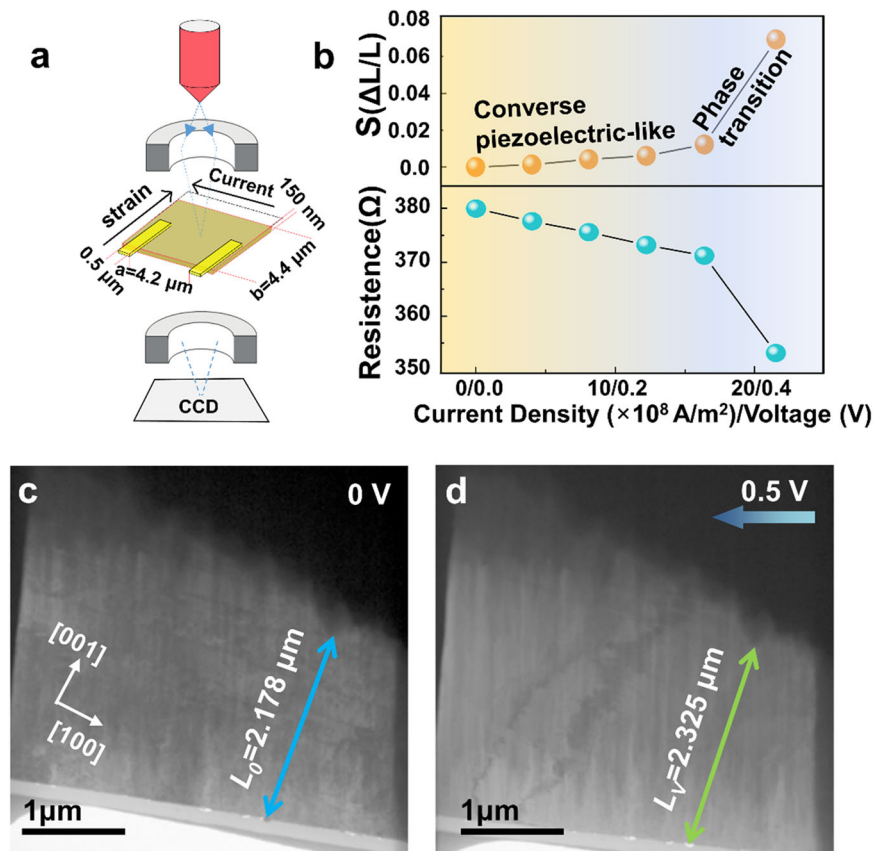 a
Current
strain
150 nm
0.5 μm
a=4.2 μm
b=4.4 μm
CCD
b
S(ΔL/L)
0.08
0.06
0.04
0.02
0.0
Converse
piezoelectric-like
Phase
transition
Resistence(Ω)
380
370
360
350
0/0.0 10/0.2 20/0.4
Current Density (×10⁸ A/m²)/Voltage (V)
c
0 V
[001]
[100]
L₀=2.178 μm
1μm
d
0.5 V
Lᵥ=2.325 μm
1μm